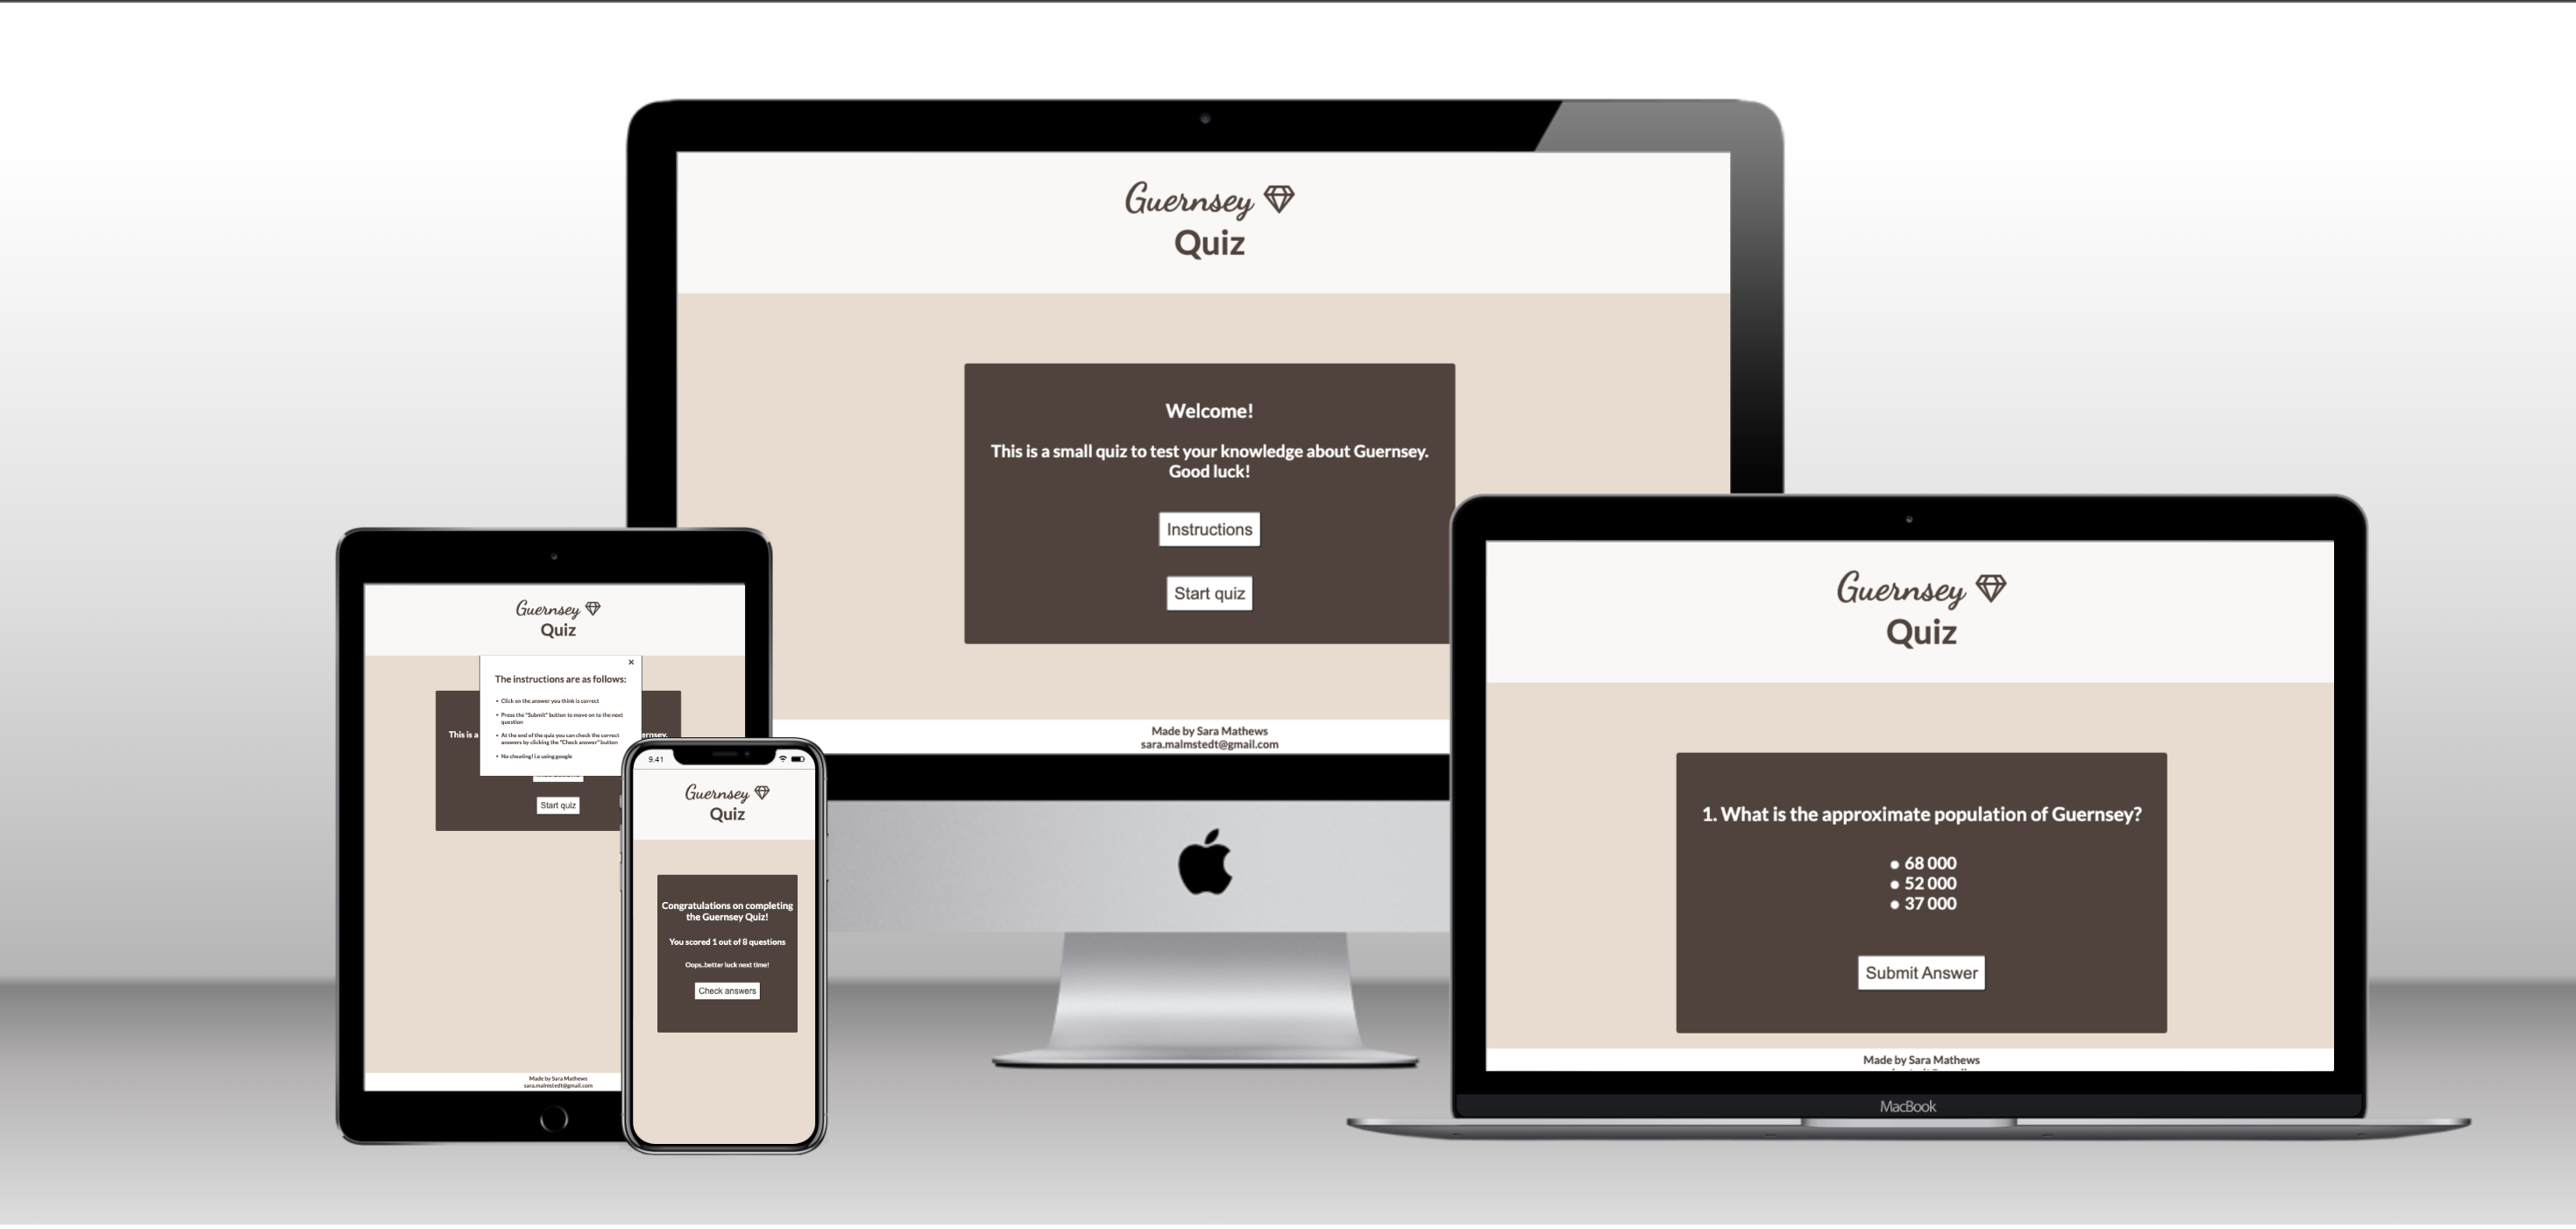 Guernsey
Quiz
Welcome!
This is a small quiz to test your knowledge about Guernsey.
Good luck!
Instructions
Start quiz
Made by Sara Mathews
sara.malmstedt@gmail.com
Guernsey
Quiz
×
The instructions are as follows:
• Click on the answer you think is correct
• Press the "Submit" button to move on to the next
question
• At the end of the quiz you can check the correct
answers by clicking the "Check answer" button
• No cheating! i.e using google
This is a
ernsey.
Start quiz
Made by Sara Mathews
sara.malmstedt@gmail.com
9.41
Guernsey
Quiz
Congratulations on completing
the Guernsey Quiz!
You scored 1 out of 8 questions
Oops..better luck next time!
Check answers
Guernsey
Quiz
1. What is the approximate population of Guernsey?
68 000
52 000
37 000
Submit Answer
Made by Sara Mathews
MacBook